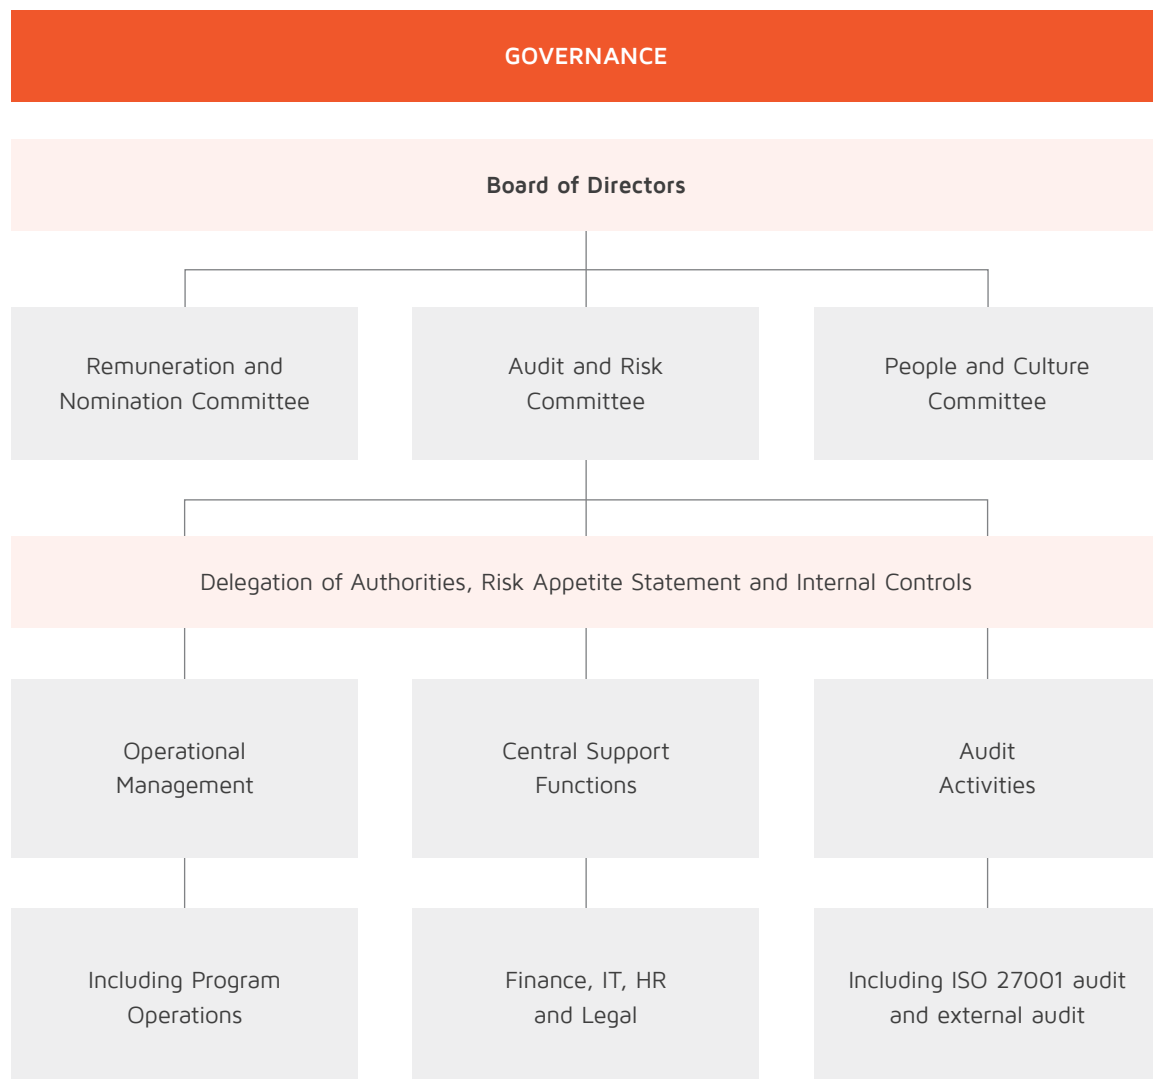 GOVERNANCE
Board of Directors
Remuneration and
Nomination Committee
Audit and Risk
Committee
People and Culture
Committee
Delegation of Authorities, Risk Appetite Statement and Internal Controls
Operational
Management
Central Support
Functions
Audit
Activities
Including Program
Operations
Finance, IT, HR
and Legal
Including ISO 27001 audit
and external audit